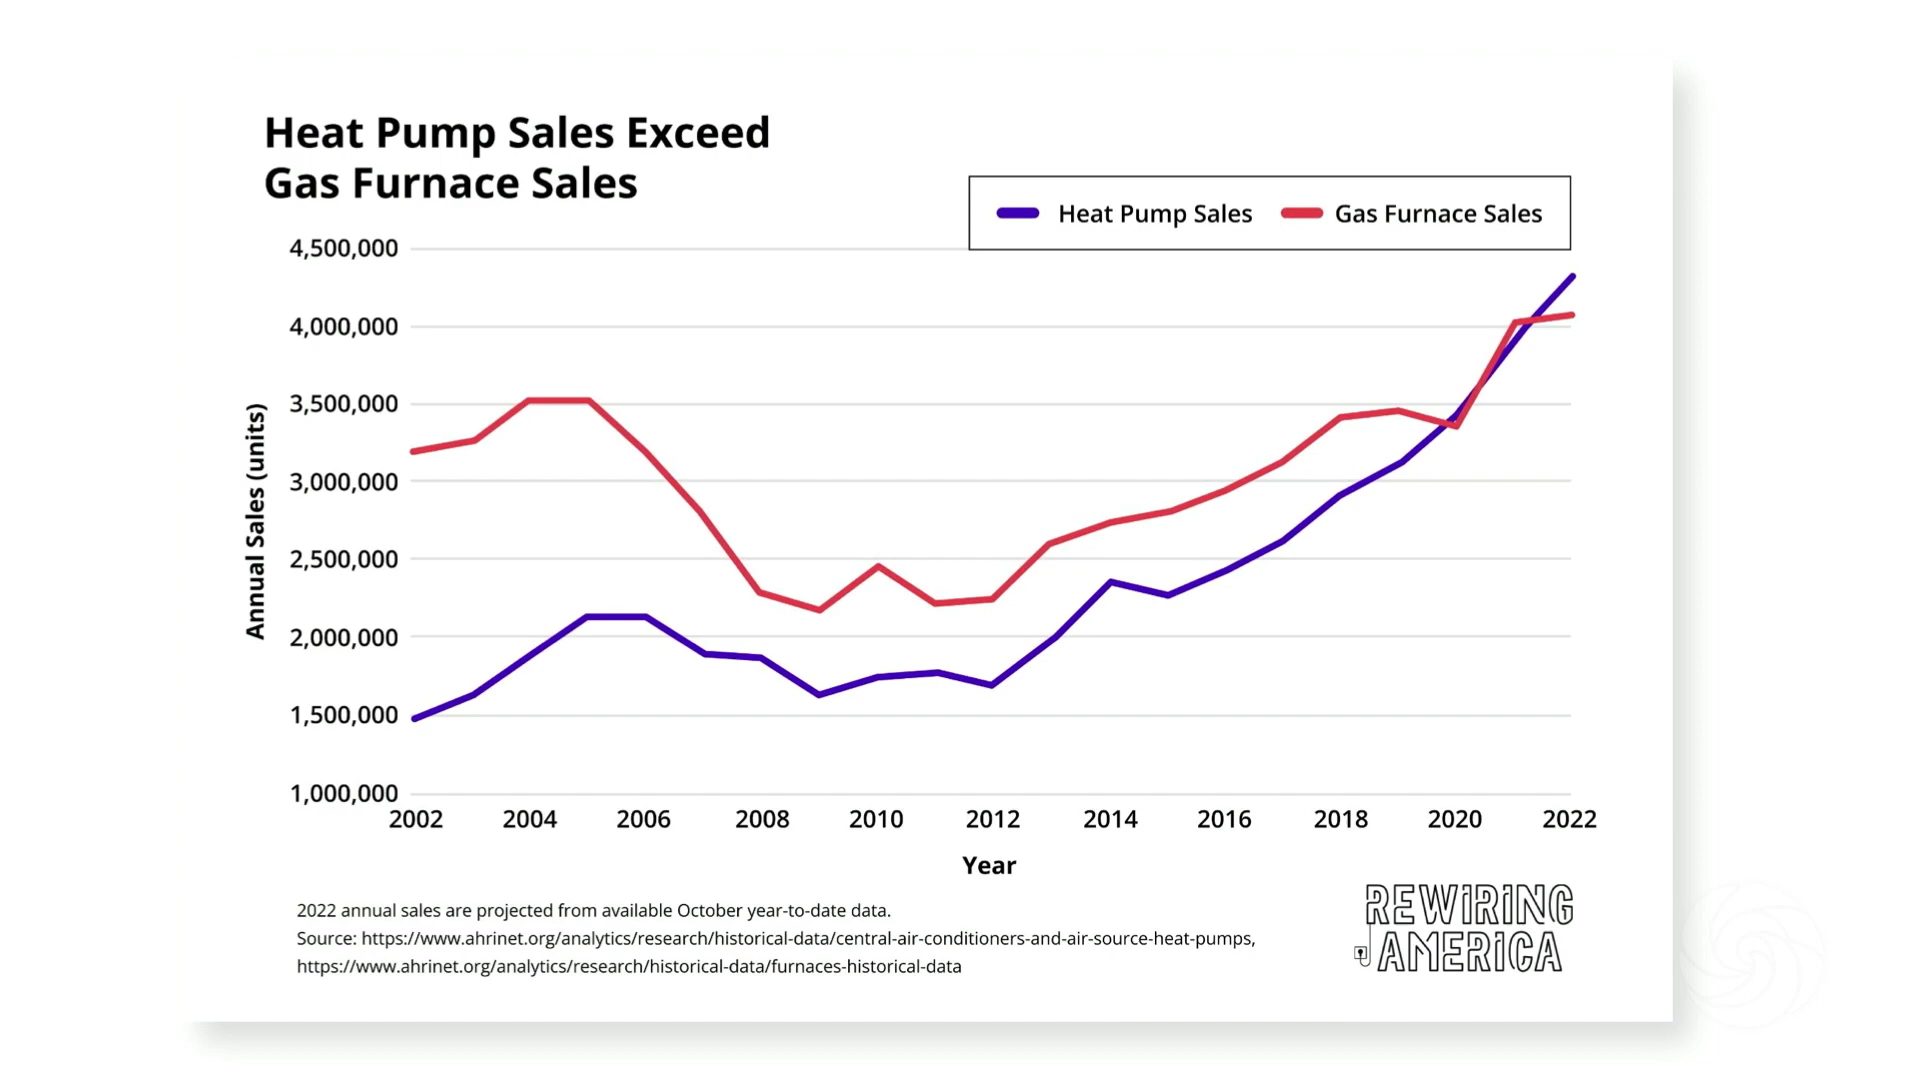 Heat Pump Sales Exceed
Gas Furnace Sales
Heat Pump Sales
Gas Furnace Sales
4,500,000
4,000,000
3,500,000
3,000,000
2,500,000
2,000,000
1,500,000
1,000,000
Annual Sales (units)
2002 2004 2006 2008 2010 2012 2014 2016 2018 2020 2022
Year
2022 annual sales are projected from available October year-to-date data.
Source: https://www.ahrinet.org/analytics/research/historical-data/central-air-conditioners-and-air-source-heat-pumps,
https://www.ahrinet.org/analytics/research/historical-data/furnaces-historical-data
REWIRING
AMERICA